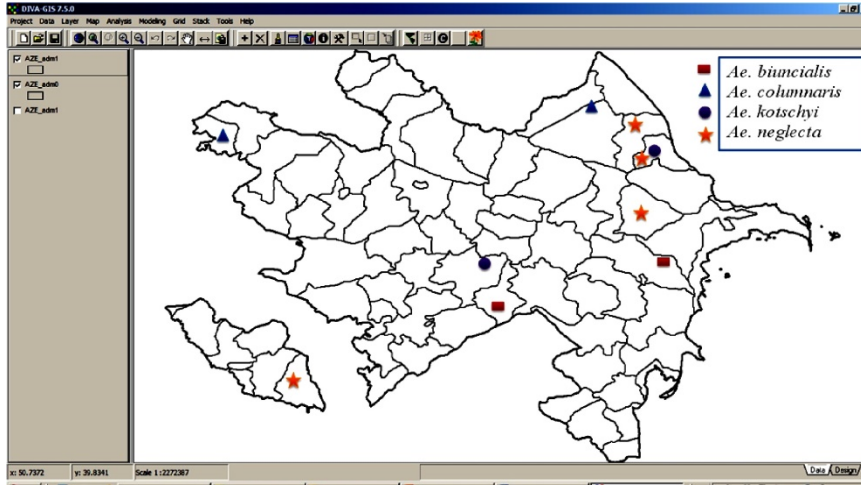 DIVA-GIS 7.5.0
Project Data Layer Map Analysis Modeling Grid Stack Tools Help
AZE_adm1
AZE_adm0
AZE_adm1
Ae. biuncialis
Ae. columnaris
Ae. kotschyi
Ae. neglecta
x: 50.7372 y: 39.8341 Scale 1:2272387
Data Design